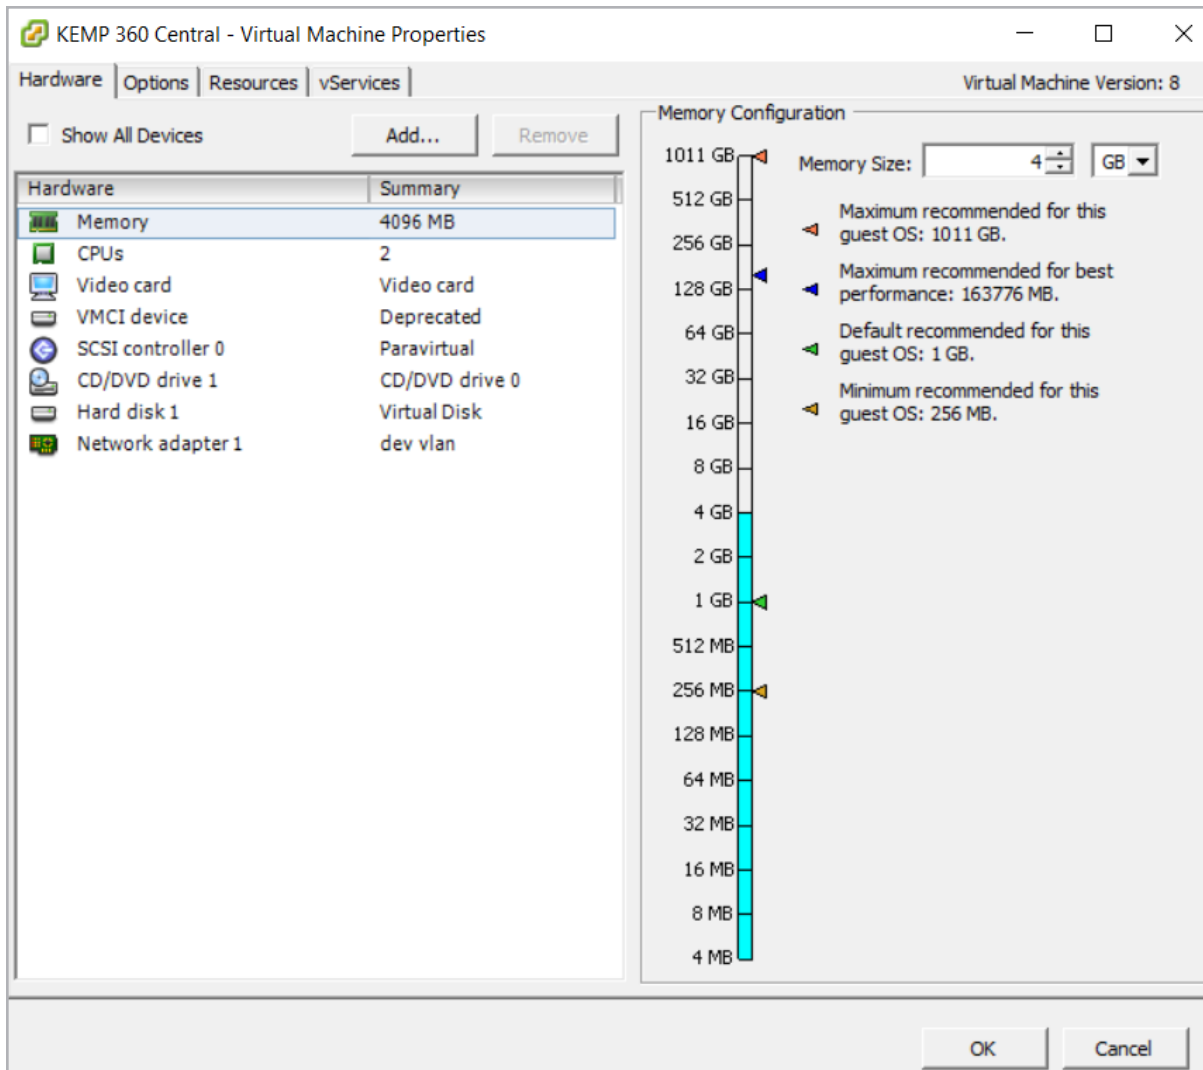 KEMP 360 Central - Virtual Machine Properties
Hardware Options Resources vServices Virtual Machine Version: 8
Show All Devices Add... Remove
Hardware Summary
Memory 4096 MB
CPUs 2
Video card Video card
VMCI device Deprecated
SCSI controller 0 Paravirtual
CD/DVD drive 1 CD/DVD drive 0
Hard disk 1 Virtual Disk
Network adapter 1 dev vlan
Memory Configuration
Memory Size: 4 GB
1011 GB
512 GB
256 GB
128 GB
64 GB
32 GB
16 GB
8 GB
4 GB
2 GB
1 GB
512 MB
256 MB
128 MB
64 MB
32 MB
16 MB
8 MB
4 MB
Maximum recommended for this
guest OS: 1011 GB.
Maximum recommended for best
performance: 163776 MB.
Default recommended for this
guest OS: 1 GB.
Minimum recommended for this
guest OS: 256 MB.
OK Cancel